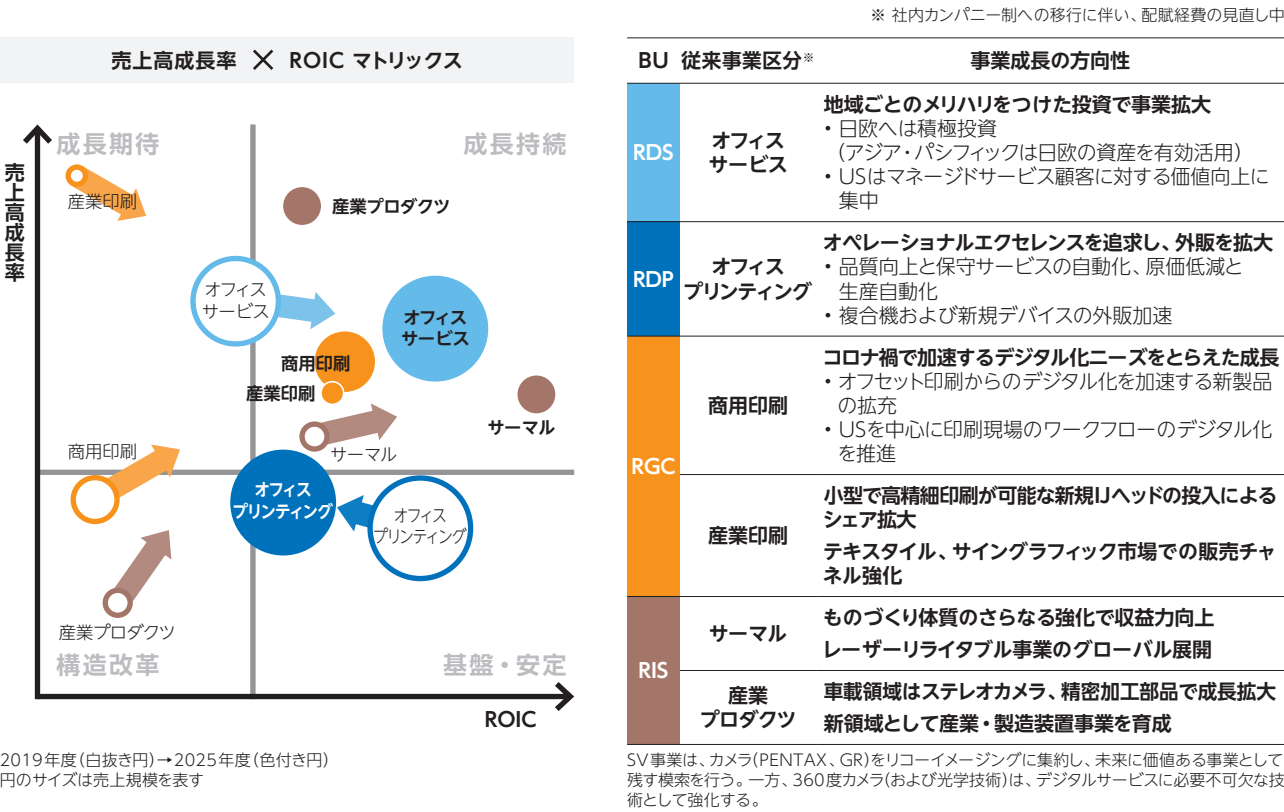 ※ 社内カンパニー制への移行に伴い、配賦経費の見直し中
売上高成長率 × ROIC マトリックス
売上高成長率
成長期待
成長持続
産業印刷
産業プロダクツ
オフィス
サービス
オフィス
サービス
商用印刷
産業印刷
サーマル
商用印刷
サーマル
オフィス
プリンティング
オフィス
プリンティング
産業プロダクツ
構造改革
基盤・安定
ROIC
2019年度(白抜き円)→2025年度(色付き円)
円のサイズは売上規模を表す
BU 従来事業区分※ 事業成長の方向性
RDS
オフィス
サービス
地域ごとのメリハリをつけた投資で事業拡大
・日欧へは積極投資
(アジア・パシフィックは日欧の資産を有効活用)
・USはマネージドサービス顧客に対する価値向上に
集中
RDP
オフィス
プリンティング
オペレーショナルエクセレンスを追求し、外販を拡大
・品質向上と保守サービスの自動化、原価低減と
生産自動化
・複合機および新規デバイスの外販加速
RGC
商用印刷
コロナ禍で加速するデジタル化ニーズをとらえた成長
・オフセット印刷からのデジタル化を加速する新製品
の拡充
・USを中心に印刷現場のワークフローのデジタル化
を推進
産業印刷
小型で高精細印刷が可能な新規IJヘッドの投入による
シェア拡大
テキスタイル、サイングラフィック市場での販売チャ
ネル強化
RIS
サーマル
ものづくり体質のさらなる強化で収益力向上
レーザーリライタブル事業のグローバル展開
産業
プロダクツ
車載領域はステレオカメラ、精密加工部品で成長拡大
新領域として産業・製造装置事業を育成
SV事業は、カメラ(PENTAX、GR)をリコーイメージングに集約し、未来に価値ある事業として
残す模索を行う。一方、360度カメラ(および光学技術)は、デジタルサービスに必要不可欠な技
術として強化する。